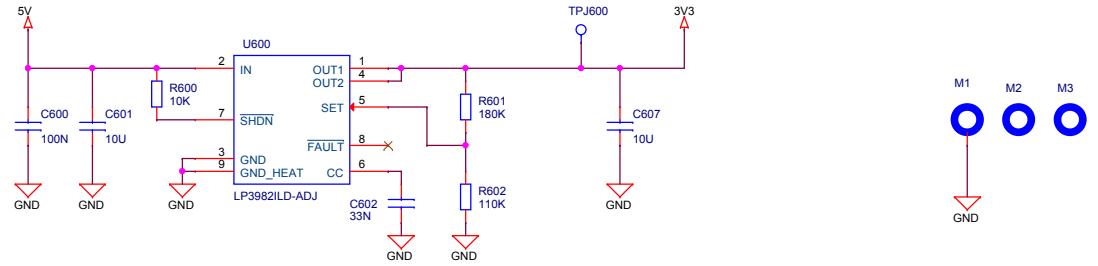 5V
TPJ600
3V3
U600
2
IN
OUT1
1
OUT2
4
R600
10K
SET
5
R601
180K
C600
100N
C601
10U
7
SHDN
C607
10U
FAULT
8
3
GND
9
GND_HEAT
CC
6
LP3982ILD-ADJ
C602
33N
R602
110K
GND
GND
GND
GND
GND
GND
M1
M2
M3
GND